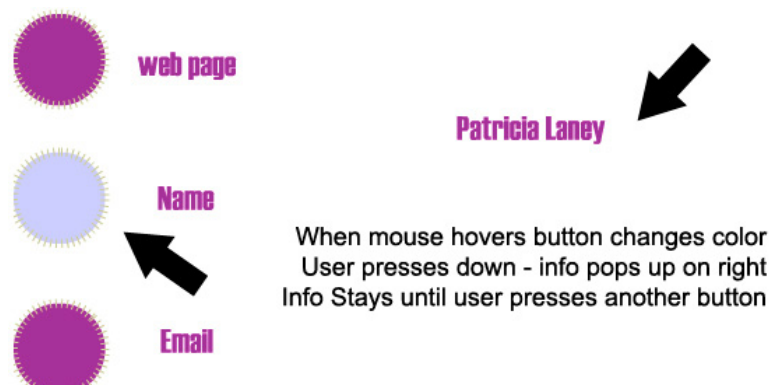 web page
Patricia Laney
Name
When mouse hovers button changes color
User presses down - info pops up on right
Info Stays until user presses another button
Email